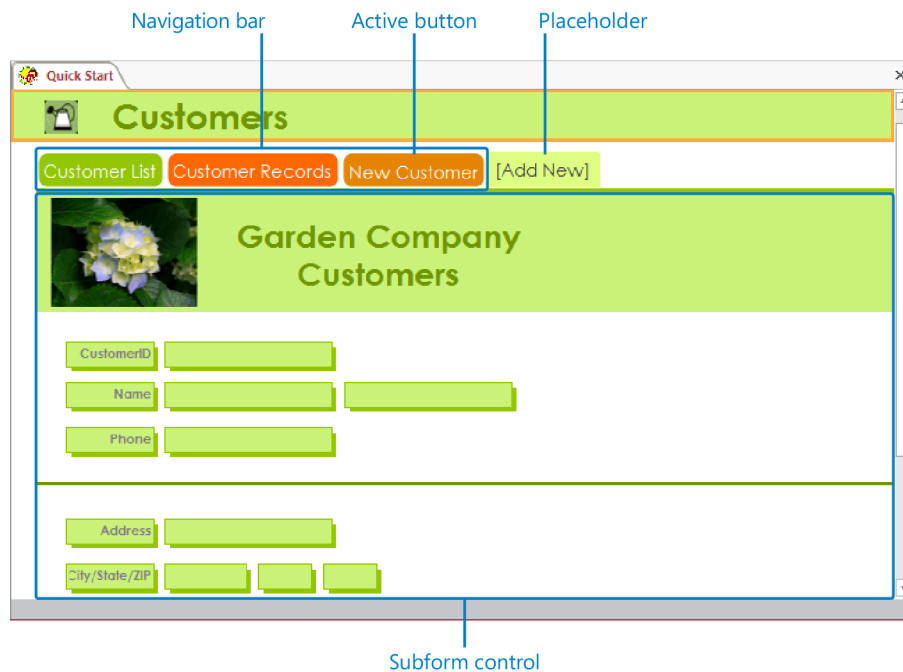 Navigation bar Active button Placeholder
Quick Start
Customers
Customer List Customer Records New Customer [Add New]
Garden Company
Customers
CustomerID
Name
Phone
Address
City/State/ZIP
Subform control